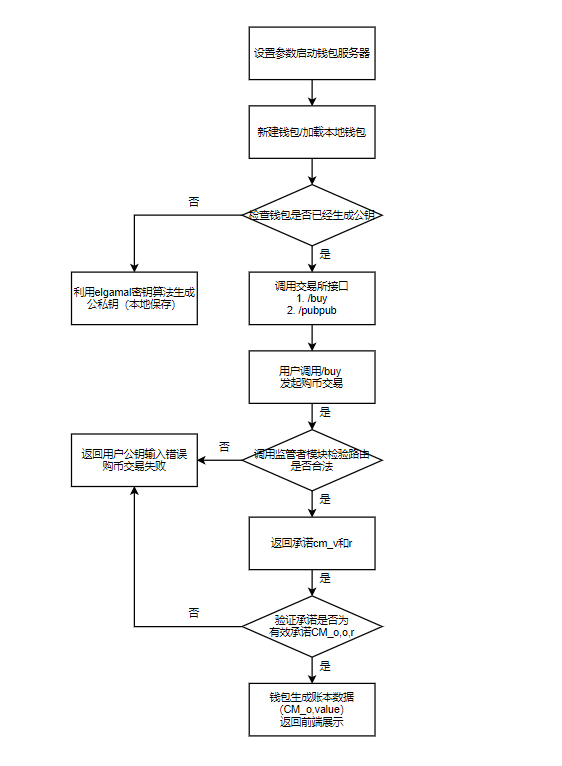 设置参数启动钱包服务器
新建钱包/加载本地钱包
检查钱包是否已经生成公钥
否
是
利用elgamal密钥算法生成
公私钥（本地保存）
调用交易所接口
1. /buy
2. /pubpub
用户调用/buy
发起购币交易
是
调用监管者模块检验路由
是否合法
否
返回用户公钥输入错误
购币交易失败
是
返回承诺cm_v和r
是
验证承诺是否为
有效承诺CM_o,o,r
否
是
钱包生成账本数据
（CM_o,value）
返回前端展示